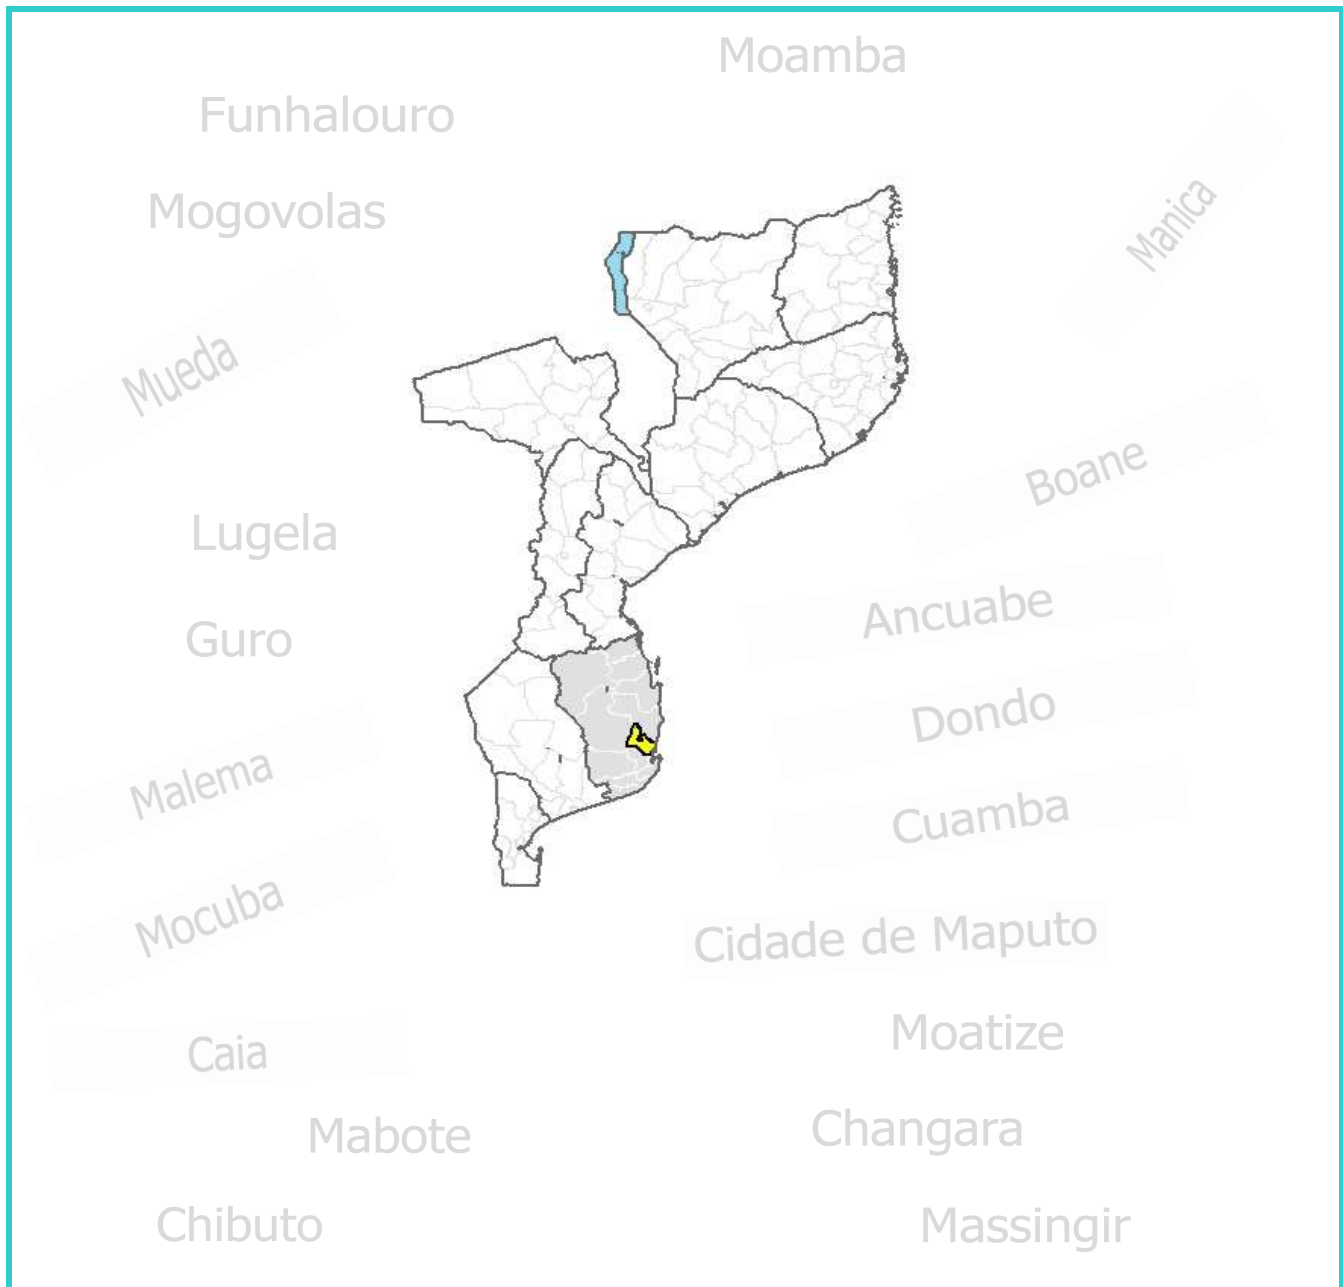 Moamba
Funhalouro
Mogovolas
Manica
Mueda
Boane
Lugela
Ancuabe
Guro
Dondo
Malema
Cuamba
Mocuba
Cidade de Maputo
Caia
Moatize
Mabote
Changara
Chibuto
Massingir